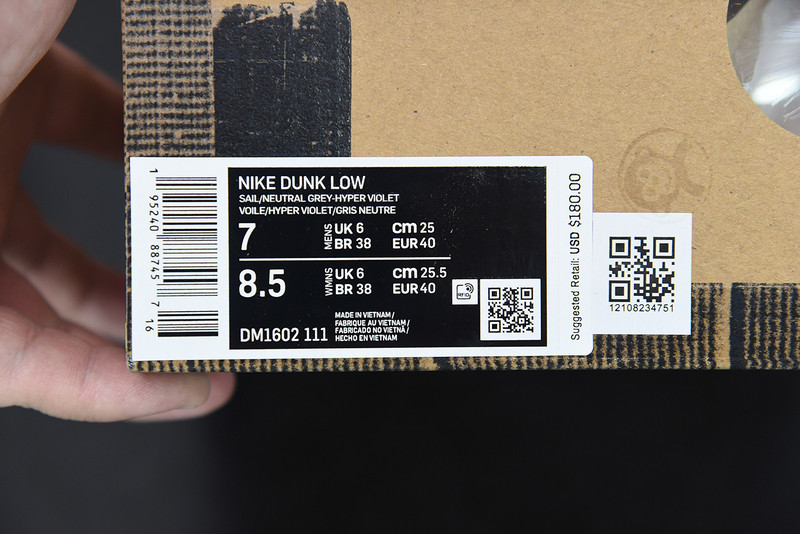 NIKE DUNK LOW
SAIL/NEUTRAL GREY-HYPER VIOLET
VOILE/HYPER VIOLET/GRIS NEUTRE
7 MENS UK 6 cm 25
BR 38 EUR 40
8.5 WMNS UK 6 cm 25.5
BR 38 EUR 40
MADE IN VIETNAM /
FABRIQUE AU VIETNAM /
FABRICADO NO VIETNÃ /
HECHO EN VIETNAM
DM1602 111
RFID
1 95240 88745 7 16
Suggested Retail: USD $180.00
12108234751